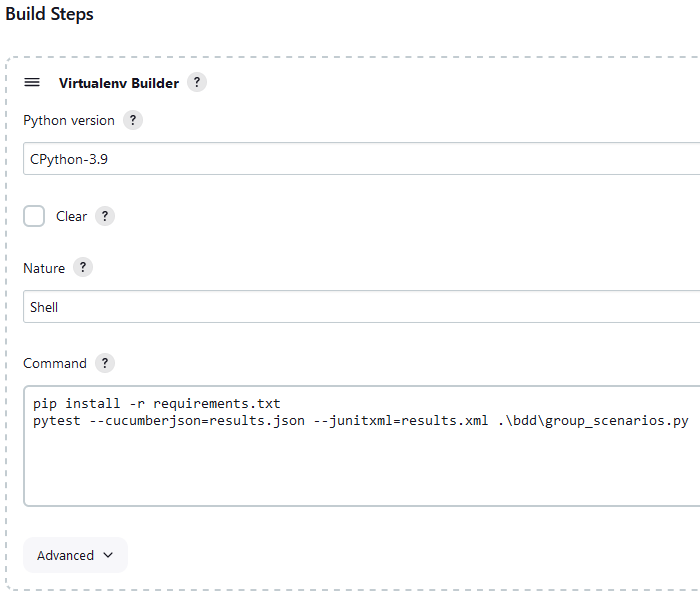 Build Steps
Virtualenv Builder ?
Python version ?
CPython-3.9
Clear ?
Nature ?
Shell
Command ?
pip install -r requirements.txt
pytest --cucumberjson=results.json --junitxml=results.xml .\bdd\group_scenarios.py
Advanced